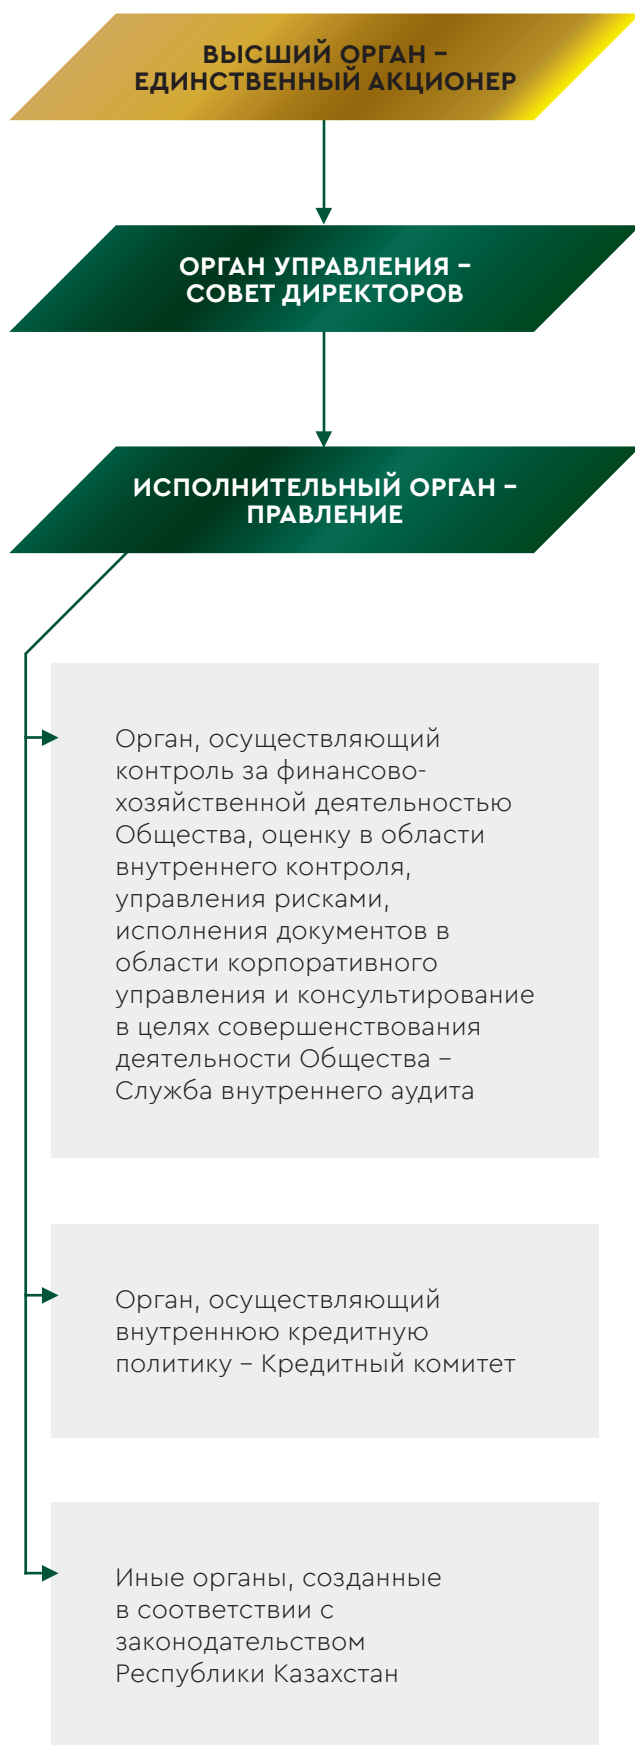 ВЫСШИЙ ОРГАН –
ЕДИНСТВЕННЫЙ АКЦИОНЕР
ОРГАН УПРАВЛЕНИЯ –
СОВЕТ ДИРЕКТОРОВ
ИСПОЛНИТЕЛЬНЫЙ ОРГАН –
ПРАВЛЕНИЕ
Орган, осуществляющий
контроль за финансово-
хозяйственной деятельностью
Общества, оценку в области
внутреннего контроля,
управления рисками,
исполнения документов в
области корпоративного
управления и консультирование
в целях совершенствования
деятельности Общества –
Служба внутреннего аудита
Орган, осуществляющий
внутреннюю кредитную
политику – Кредитный комитет
Иные органы, созданные
в соответствии с
законодательством
Республики Казахстан